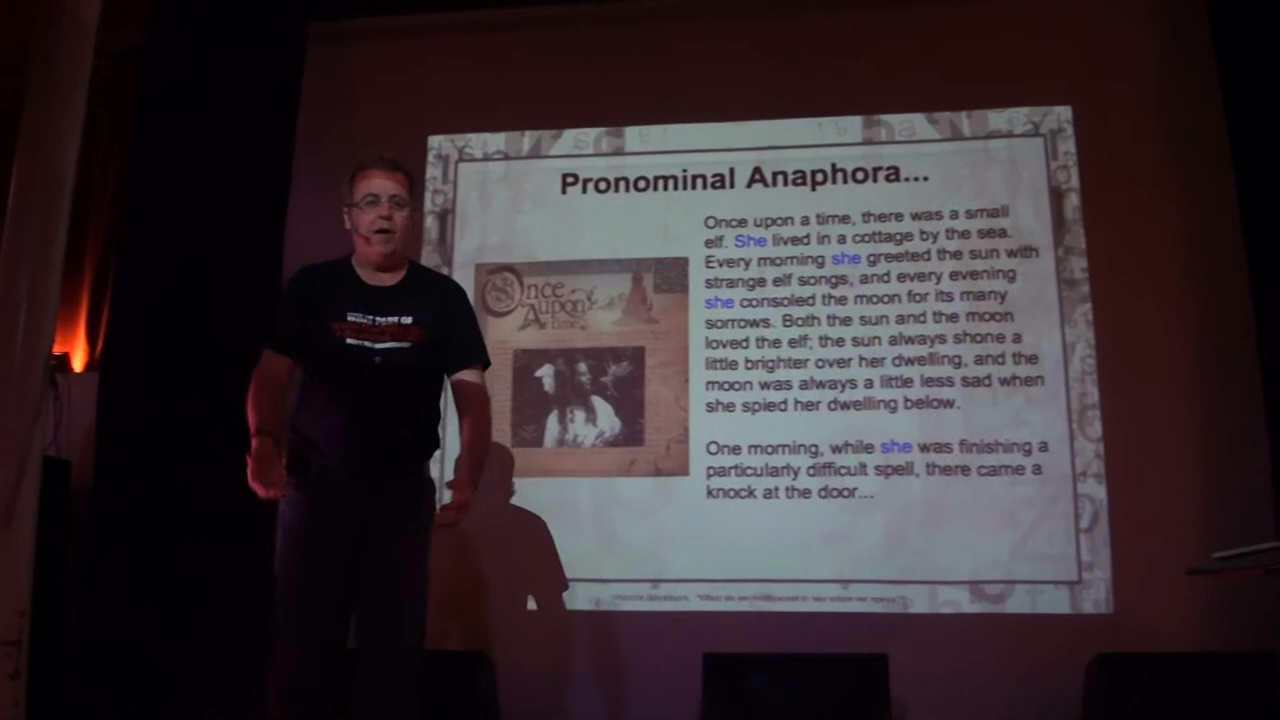 Pronominal Anaphora...
Once upon a time, there was a small
elf. She lived in a cottage by the sea.
Every morning she greeted the sun with
strange elf songs, and every evening
she consoled the moon for its many
sorrows. Both the sun and the moon
loved the elf; the sun always shone a
little brighter over her dwelling, and the
moon was always a little less sad when
she spied her dwelling below.
One morning, while she was finishing a
particularly difficult spell, there came a
knock at the door...
Once
Upon
a time
PART OF